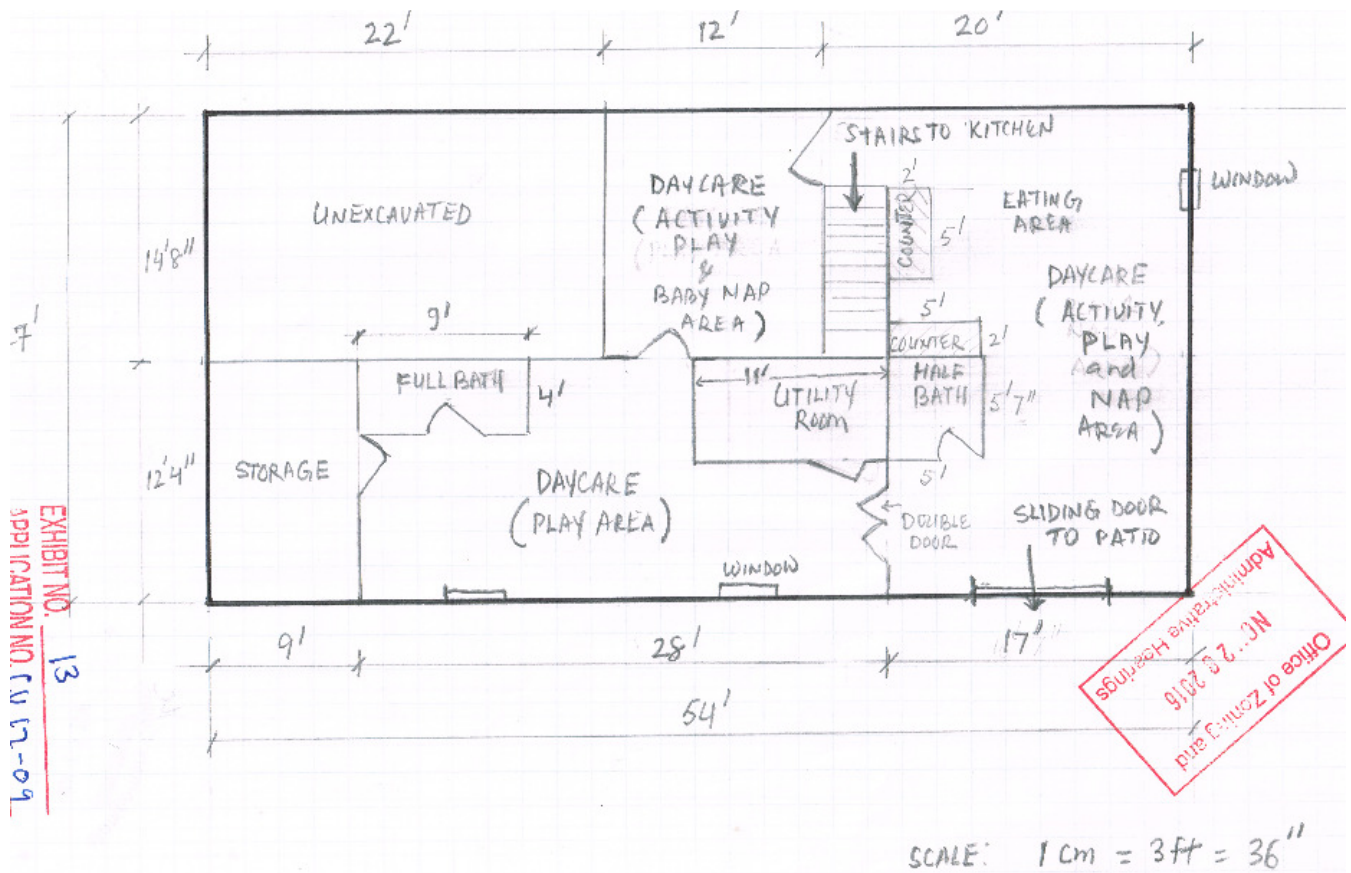 22'
12'
20'
STAIRS TO KITCHEN
2'
WINDOW
UNEXCAVATED
DAYCARE
( ACTIVITY
PLAY
&
BABY NAP
AREA )
COUNTER
5'
EATING
AREA
14'8"
7'
9'
DAYCARE
( ACTIVITY
PLAY
and
NAP
AREA )
5'
COUNTER
2'
FULL BATH
4'
11'
UTILITY
ROOM
HALF
BATH
5'7"
5'
STORAGE
12'4"
DAYCARE
(PLAY AREA)
DOUBLE
DOOR
SLIDING DOOR
TO PATIO
WINDOW
9'
28'
17'
54'
EXHIBIT NO. 13
APPLICATION NO. CU 17-09
Office of Zoning and
2016
Administrative Hearings
SCALE: 1 cm = 3 ft = 36"